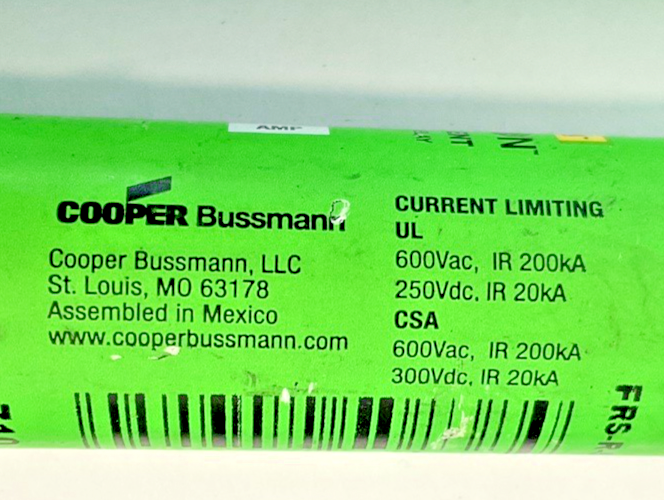 COOPER Bussmann
Cooper Bussmann, LLC
St. Louis, MO 63178
Assembled in Mexico
www.cooperbussmann.com
CURRENT LIMITING
UL
600Vac, IR 200kA
250Vdc, IR 20kA
CSA
600Vac, IR 200kA
300Vdc, IR 20kA
FRS-R